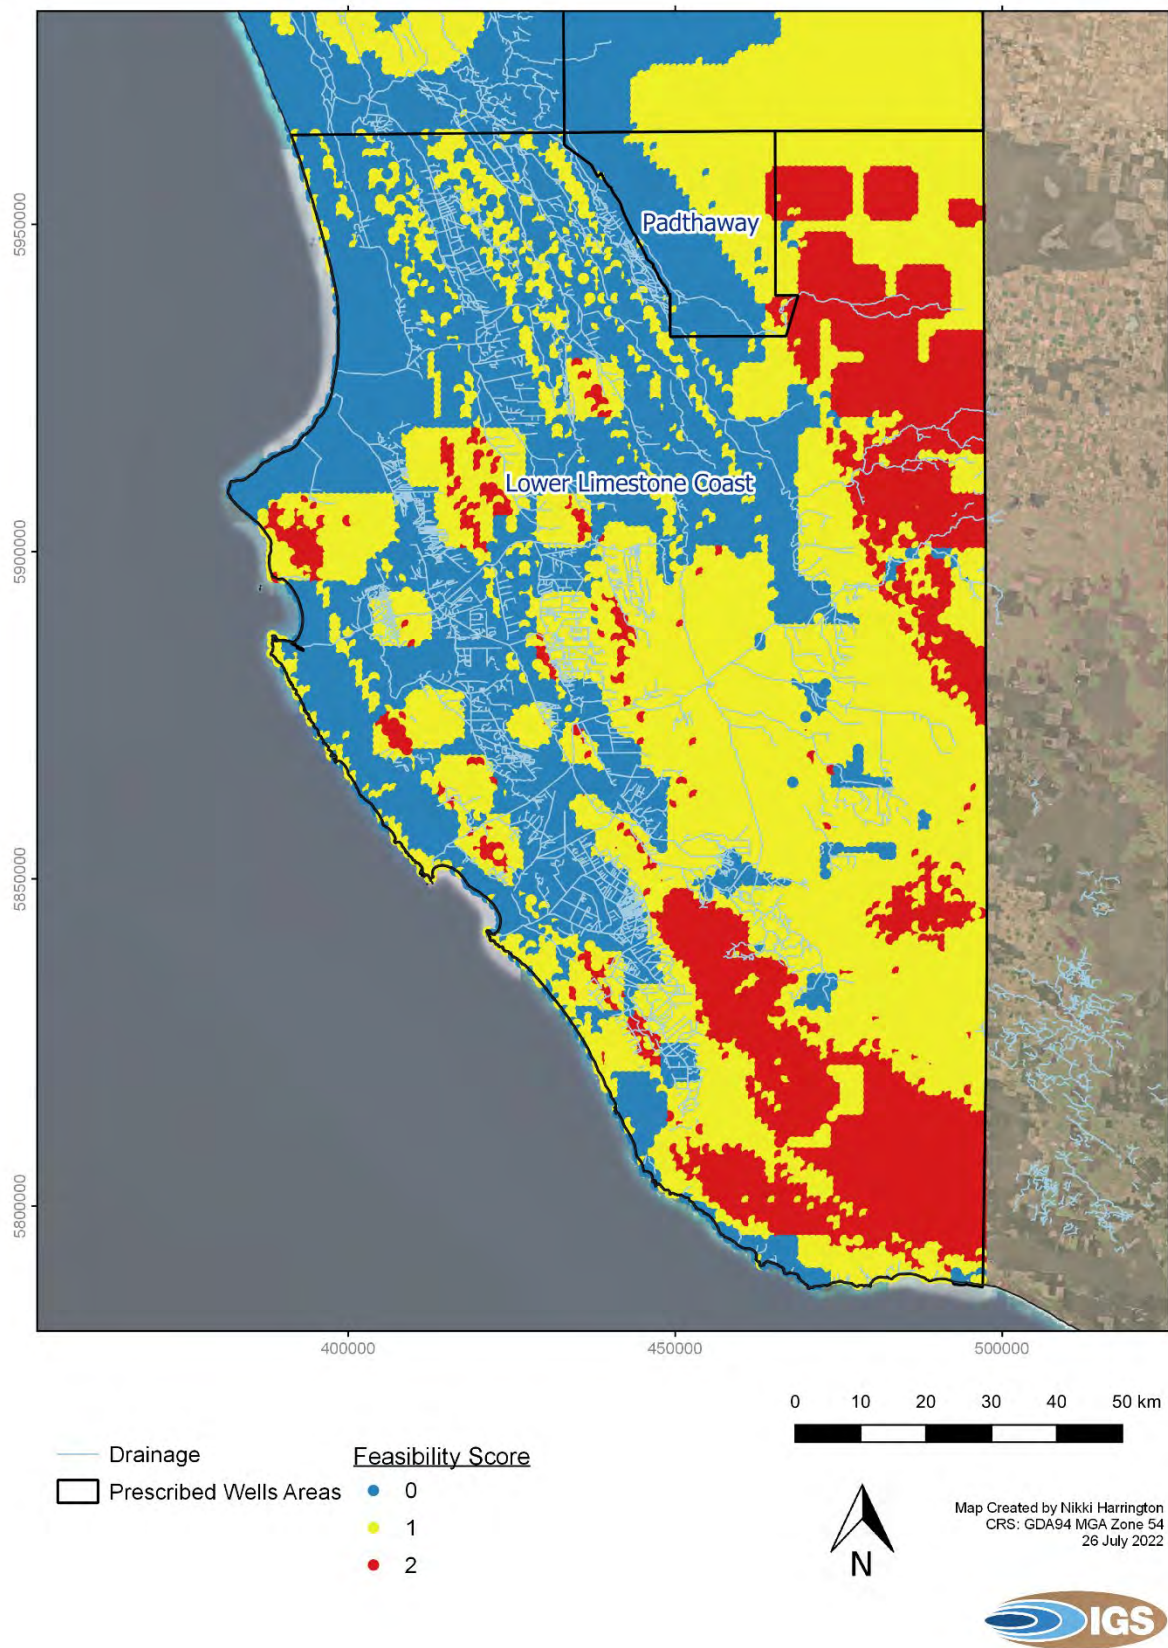 5950000
Padthaway
Lower Limestone Coast
5900000
5850000
5800000
400000
450000
500000
0 10 20 30 40 50 km
Drainage
Prescribed Wells Areas
Feasibility Score
0
1
2
N
Map Created by Nikki Harrington
CRS: GDA94 MGA Zone 54
26 July 2022
IGS